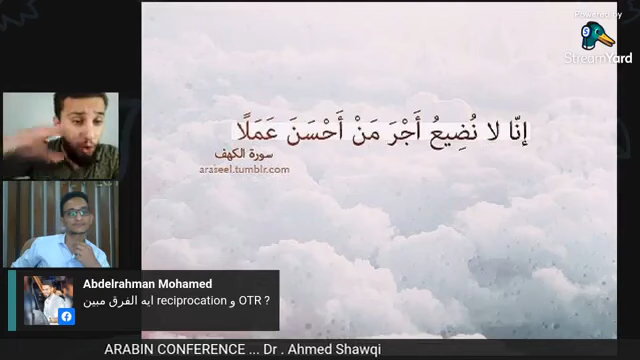 Powered by
StreamYard
إنّا لا نُضِيعُ أَجْرَ مَنْ أَحْسَنَ عَمَلًا
سورة الكهف
araseel.tumblr.com
Abdelrahman Mohamed
ايه الفرق مبين reciprocation و OTR ?
ARABIN CONFERENCE ... Dr . Ahmed Shawqi